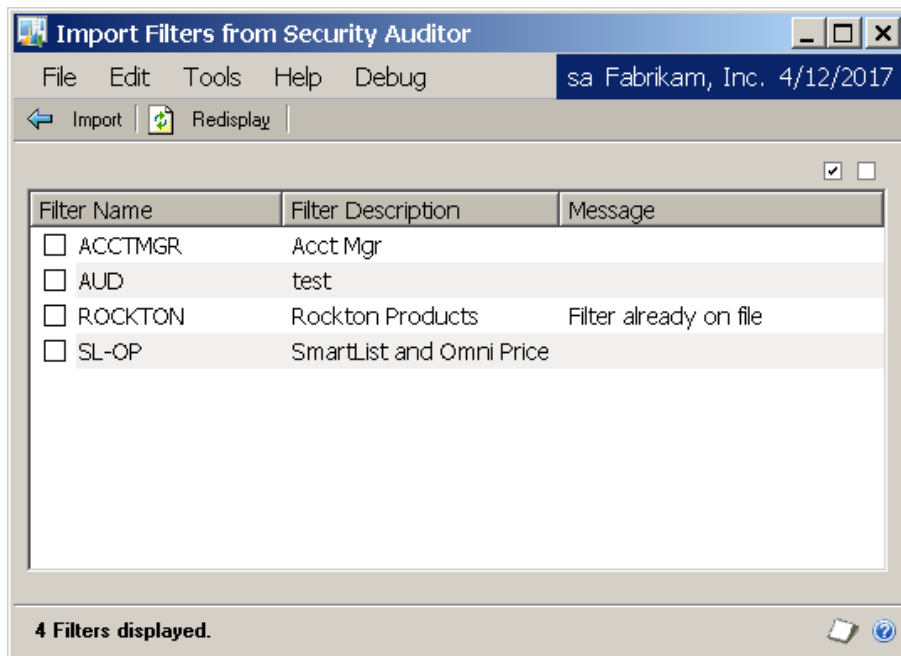 Import Filters from Security Auditor
File Edit Tools Help Debug sa Fabrikam, Inc. 4/12/2017
Import Redisplay
Filter Name Filter Description Message
ACCTMGR Acct Mgr
AUD test
ROCKTON Rockton Products Filter already on file
SL-OP SmartList and Omni Price
4 Filters displayed.